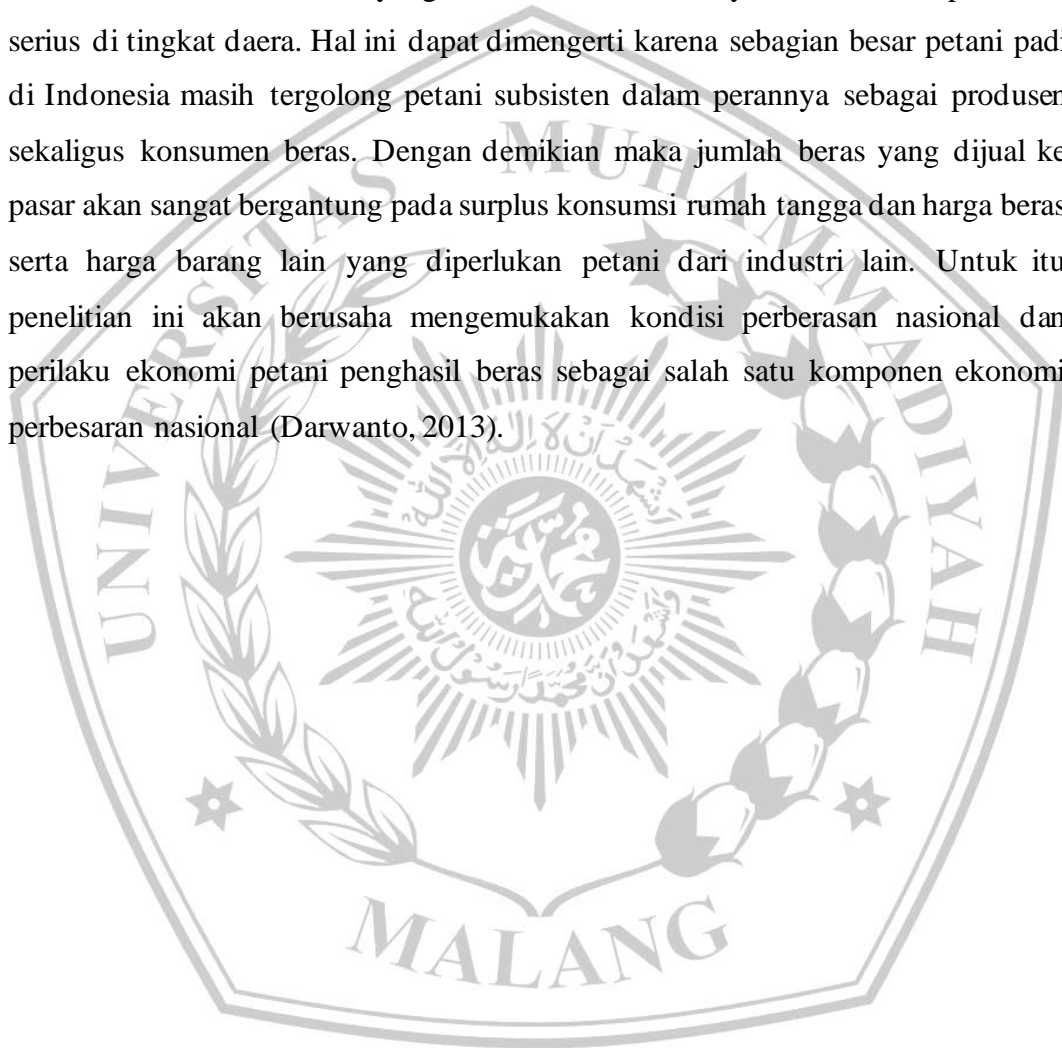 serius di tingkat daera. Hal ini dapat dimengerti karena sebagian besar petani padi
di Indonesia masih tergolong petani subsisten dalam perannya sebagai produsen
sekaligus konsumen beras. Dengan demikian maka jumlah beras yang dijual ke
pasar akan sangat bergantung pada surplus konsumsi rumah tangga dan harga beras
serta harga barang lain yang diperlukan petani dari industri lain. Untuk itu
penelitian ini akan berusaha mengemukakan kondisi perberasan nasional dan
perilaku ekonomi petani penghasil beras sebagai salah satu komponen ekonomi
perbesaran nasional (Darwanto, 2013).
UNIVERSITAS MUHAMMADIYAH
MALANG